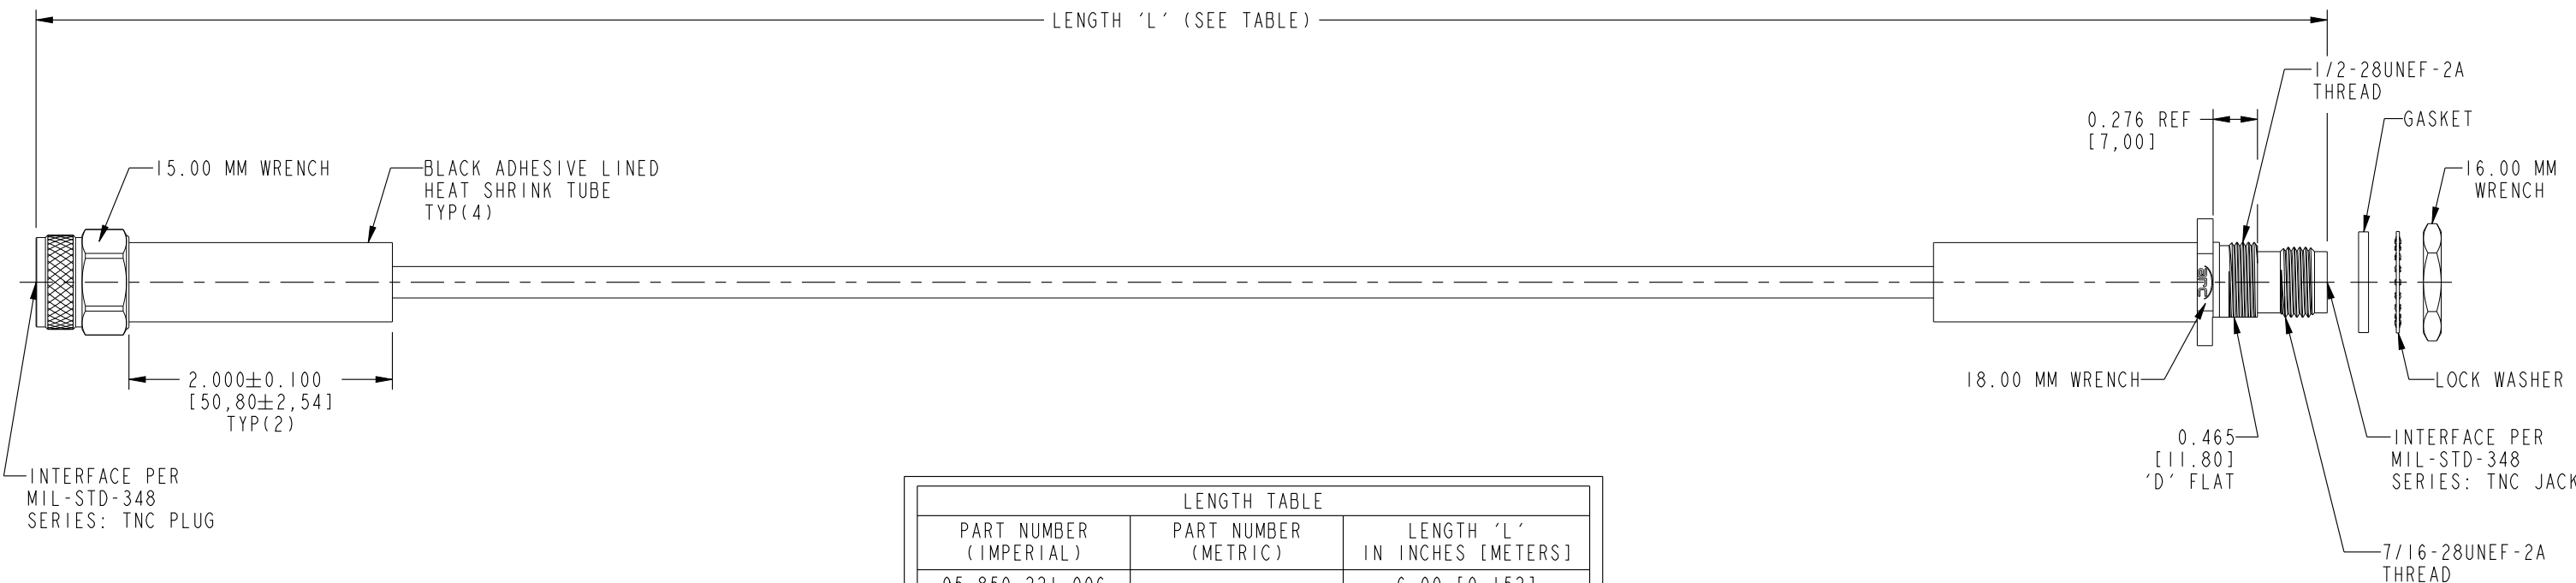 LENGTH 'L' (SEE TABLE)
1/2-28UNEF-2A
THREAD
0.276 REF
[7,00]
GASKET
15.00 MM WRENCH
BLACK ADHESIVE LINED
HEAT SHRINK TUBE
TYP(4)
16.00 MM
WRENCH
2.000±0.100
[50,80±2,54]
TYP(2)
18.00 MM WRENCH
LOCK WASHER
0.465
[11.80]
'D' FLAT
INTERFACE PER
MIL-STD-348
SERIES: TNC JACK
INTERFACE PER
MIL-STD-348
SERIES: TNC PLUG
7/16-28UNEF-2A
THREAD
LENGTH TABLE
PART NUMBER
(IMPERIAL)
PART NUMBER
(METRIC)
LENGTH 'L'
IN INCHES [METERS]